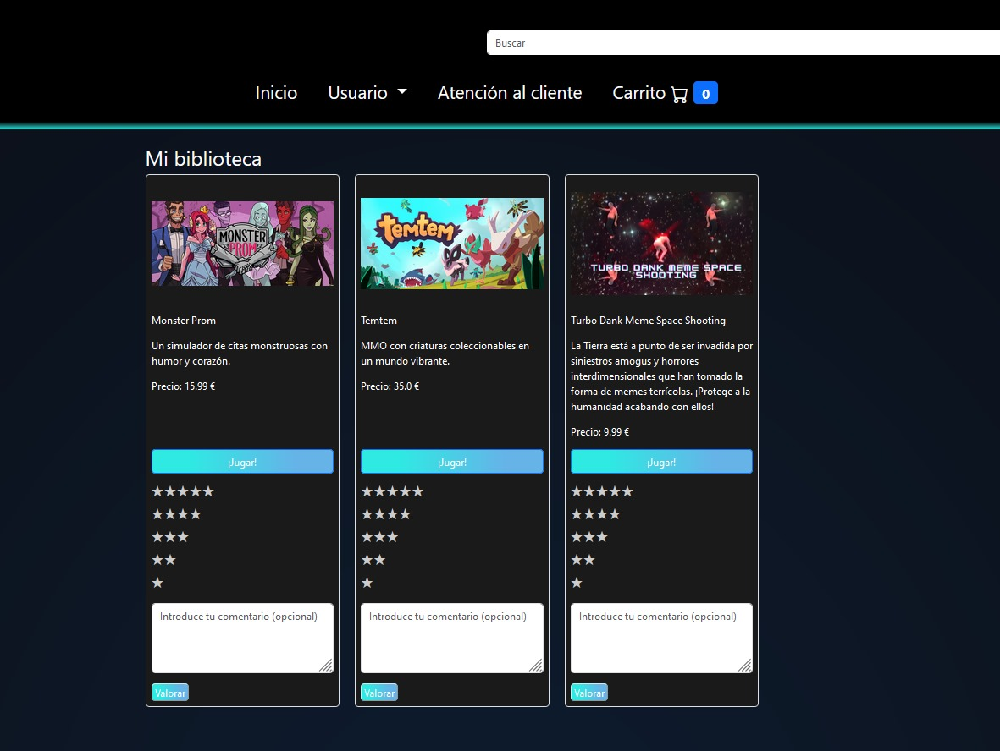 Buscar
Inicio
Usuario
Atención al cliente
Carrito 0
Mi biblioteca
MONSTER
PROM
Monster Prom
Un simulador de citas monstruosas con
humor y corazón.
Precio: 15.99 €
¡Jugar!
★★★★★
★★★★
★★★
★★
★
Introduce tu comentario (opcional)
Valorar
temtem
Temtem
MMO con criaturas coleccionables en
un mundo vibrante.
Precio: 35.0 €
¡Jugar!
★★★★★
★★★★
★★★
★★
★
Introduce tu comentario (opcional)
Valorar
TURBO DANK MEME SPACE
SHOOTING
Turbo Dank Meme Space Shooting
La Tierra está a punto de ser invadida por
siniestros amogus y horrores
interdimensionales que han tomado la
forma de memes terrícolas. ¡Protege a la
humanidad acabando con ellos!
Precio: 9.99 €
¡Jugar!
★★★★★
★★★★
★★★
★★
★
Introduce tu comentario (opcional)
Valorar